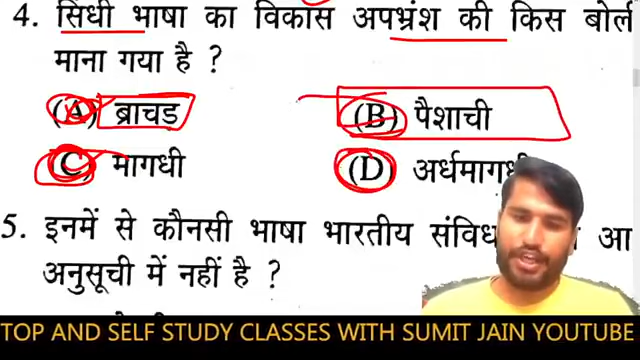 4. सिंधी भाषा का विकास अपभ्रंश की किस
माना गया है ?
(A) ब्राचड (B) पैशाची
(C) मागधी (D) अर्धमागधी
5. इनमें से कौनसी भाषा भारतीय
अनुसूची में नहीं है ?
TOP AND SELF STUDY CLASSES WITH SUMIT JAIN YOUTUBE